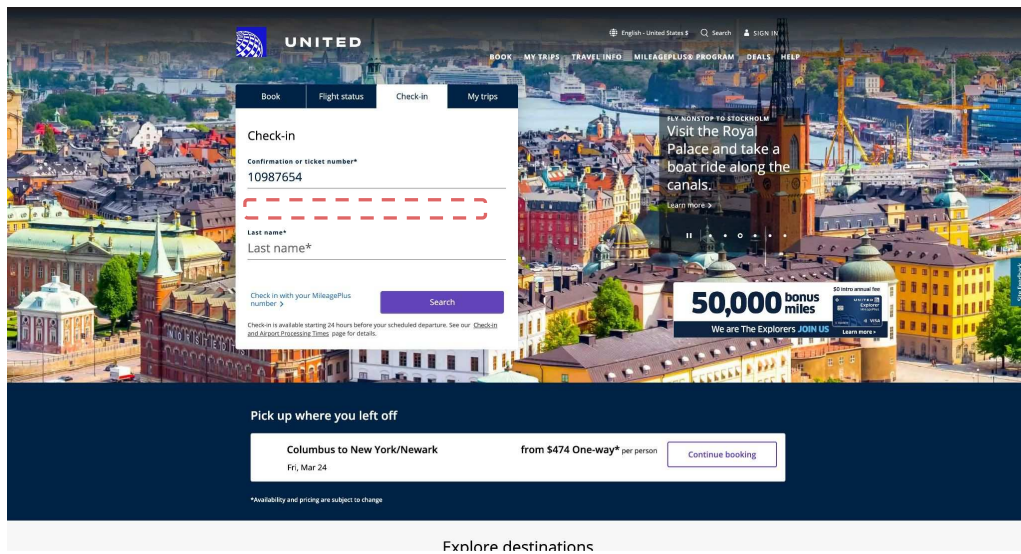 UNITED
English - United States $ Search SIGN IN
BOOK MY TRIPS TRAVEL INFO MILEAGEPLUS® PROGRAM DEALS HELP
Book Flight status Check-in My trips
Check-in
Confirmation or ticket number*
10987654
Last name*
Last name*
Check in with your MileagePlus
number >
Search
Check-in is available starting 24 hours before your scheduled departure. See our Check-in
and Airport Processing Times page for details.
FLY NONSTOP TO STOCKHOLM
Visit the Royal
Palace and take a
boat ride along the
canals.
Learn more >
50,000 bonus
miles
We are The Explorers JOIN US
$0 intro annual fee
UNITED
Explorer
VISA
Learn more
Site Feedback
Pick up where you left off
Columbus to New York/Newark
Fri, Mar 24
from $474 One-way* per person
Continue booking
*Availability and pricing are subject to change
Explore destinations